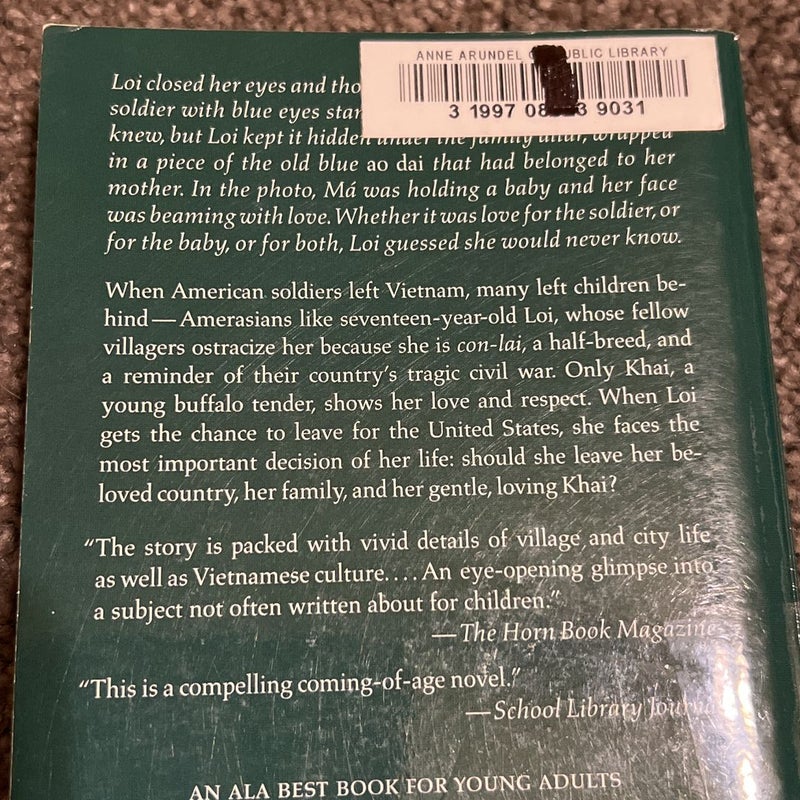 ANNE ARUNDEL PUBLIC LIBRARY
3 1997 08 3 9031
Loi closed her eyes and
soldier with blue eyes
knew, but Loi kept it hidden under the family altar, wrapped
in a piece of the old blue ao dai that had belonged to her
mother. In the photo, Má was holding a baby and her face
was beaming with love. Whether it was love for the soldier, or
for the baby, or for both, Loi guessed she would never know.
When American soldiers left Vietnam, many left children be-
hind—Amerasians like seventeen-year-old Loi, whose fellow
villagers ostracize her because she is con-lai, a half-breed, and
a reminder of their country's tragic civil war. Only Khai, a
young buffalo tender, shows her love and respect. When Loi
gets the chance to leave for the United States, she faces the
most important decision of her life: should she leave her be-
loved country, her family, and her gentle, loving Khai?
"The story is packed with vivid details of village and city life
as well as Vietnamese culture....An eye-opening glimpse into
a subject not often written about for children."
—The Horn Book Magazine
"This is a compelling coming-of-age novel."
—School Library Journal
AN ALA BEST BOOK FOR YOUNG ADULTS